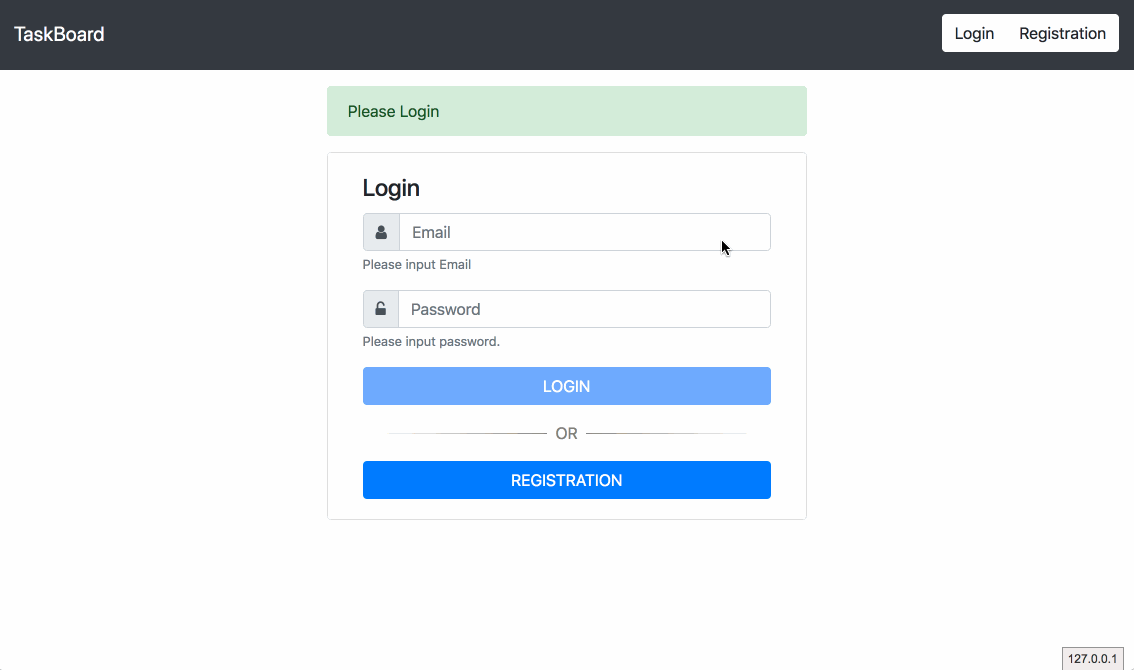 TaskBoard
Login Registration
Please Login
Login
Email
Please input Email
Password
Please input password.
LOGIN
OR
REGISTRATION
127.0.0.1